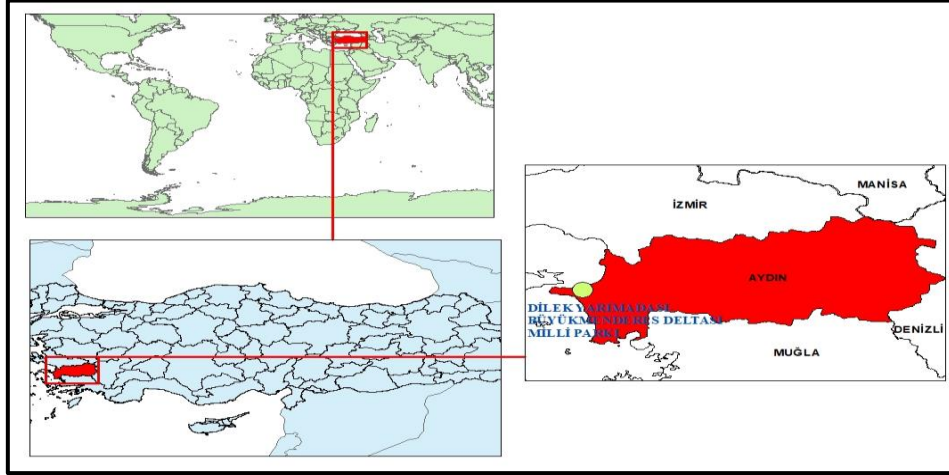 MANİSA
İZMİR
AYDIN
DİLEK YARIMADASI
BÜYÜKMENDERES DELTASI
MİLLİ PARKI
DENİZLİ
MUĞLA